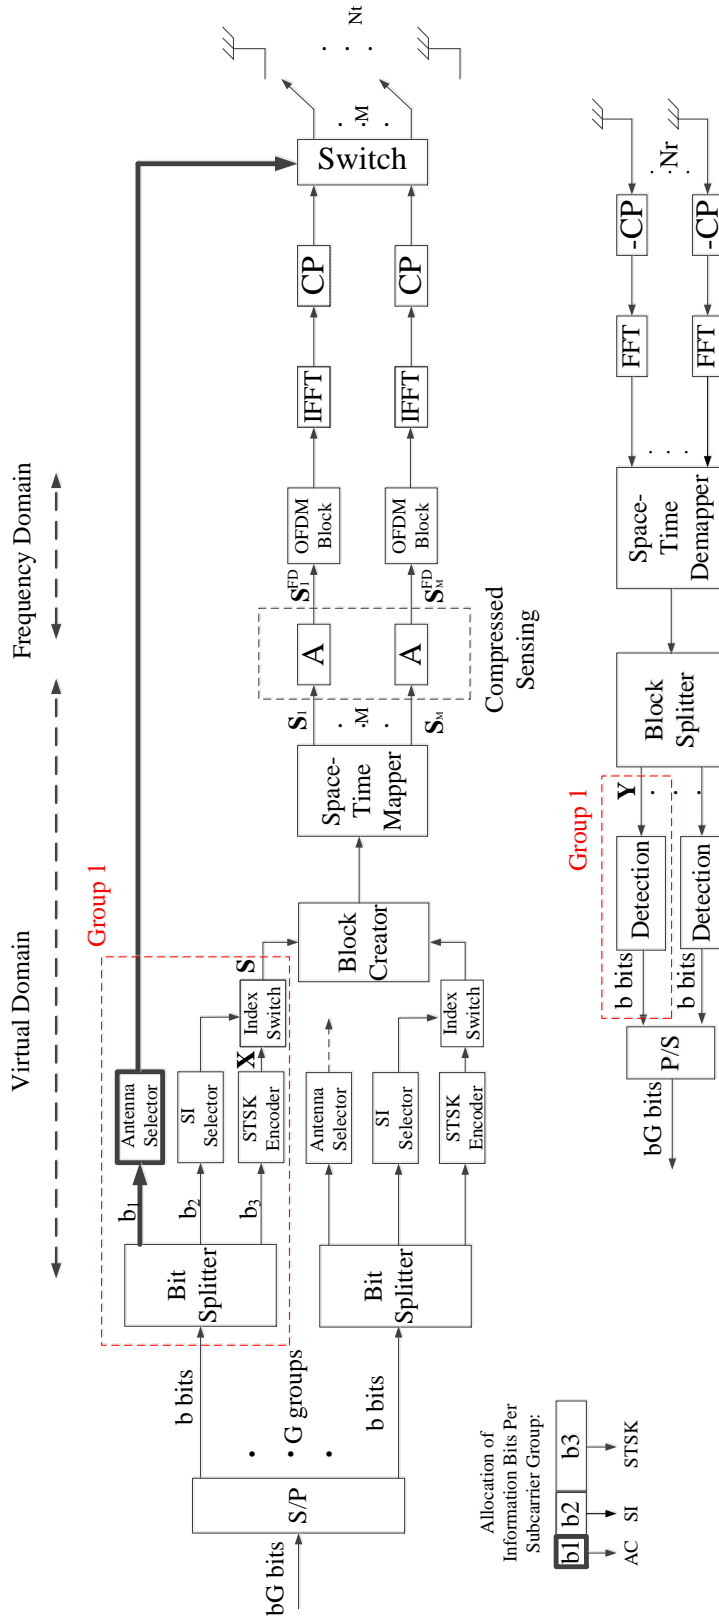 Virtual Domain
Frequency Domain
Group 1
bG bits
S/P
b bits
G groups
b bits
Bit
Splitter
b1
b2
b3
Antenna
Selector
SI
Selector
STSK
Encoder
X
Index
Switch
S
Bit
Splitter
Antenna
Selector
SI
Selector
STSK
Encoder
Index
Switch
Block
Creator
Space-
Time
Mapper
S1
M
SM
A
A
Compressed
Sensing
S1FD
SMFD
OFDM
Block
OFDM
Block
IFFT
IFFT
CP
CP
Switch
M
Nt
Allocation of
Information Bits Per
Subcarrier Group:
b1 b2 b3
AC SI STSK
bG bits
P/S
b bits
b bits
Group 1
Detection
Detection
Y
Block
Splitter
Space-
Time
Demapper
FFT
FFT
-CP
-CP
Nr